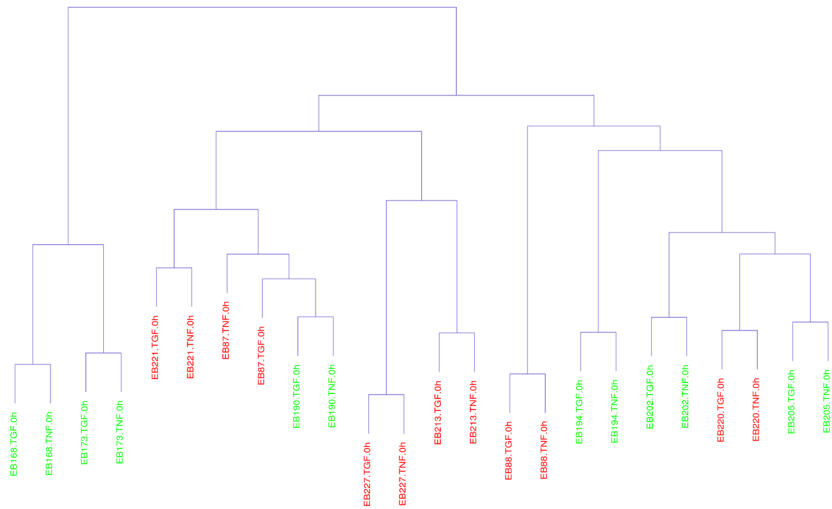 EB168.TGF.0h
EB168.TNF.0h
EB173.TGF.0h
EB173.TNF.0h
EB221.TGF.0h
EB221.TNF.0h
EB87.TNF.0h
EB87.TGF.0h
EB190.TGF.0h
EB190.TNF.0h
EB227.TGF.0h
EB227.TNF.0h
EB213.TGF.0h
EB213.TNF.0h
EB88.TGF.0h
EB88.TNF.0h
EB194.TGF.0h
EB194.TNF.0h
EB202.TGF.0h
EB202.TNF.0h
EB220.TGF.0h
EB220.TNF.0h
EB205.TGF.0h
EB205.TNF.0h